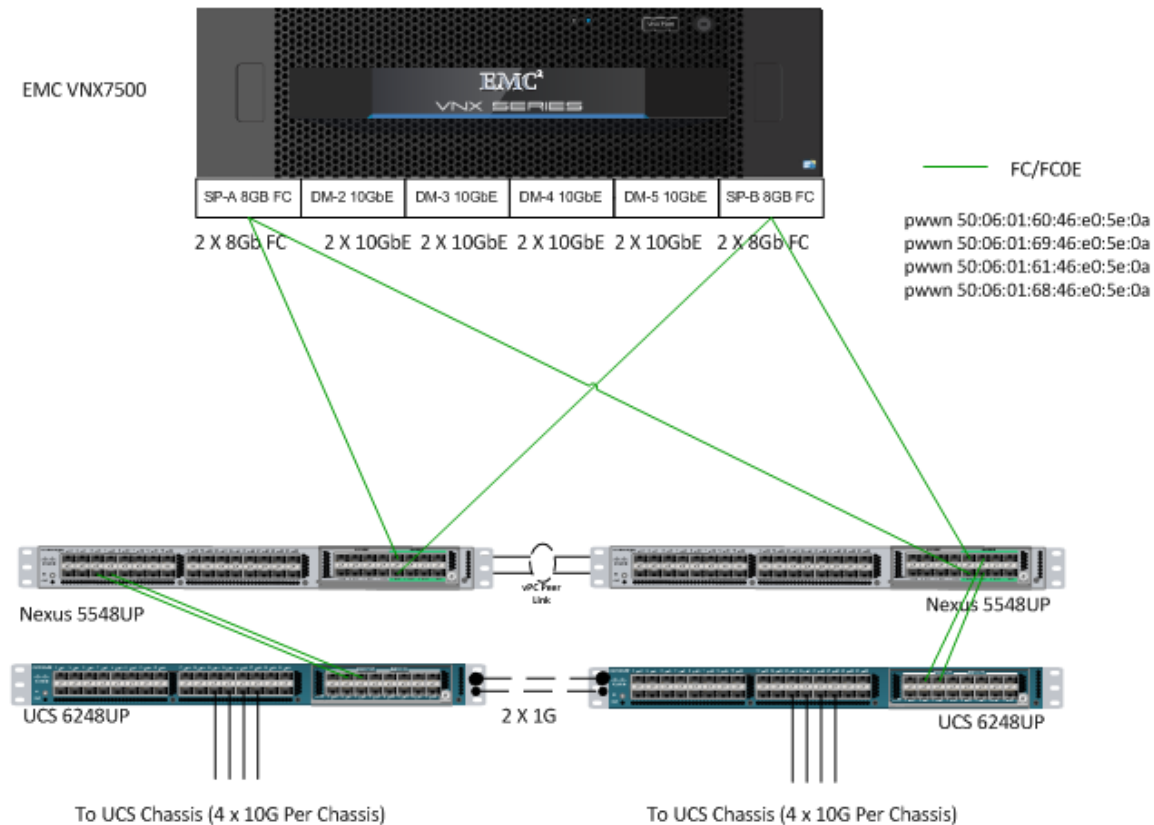 EMC VNX7500
EMC²
VNX SERIES
SP-A 8GB FC
DM-2 10GbE
DM-3 10GbE
DM-4 10GbE
DM-5 10GbE
SP-B 8GB FC
2 X 8Gb FC
2 X 10GbE
2 X 10GbE
2 X 10GbE
2 X 10GbE
2 X 8Gb FC
FC/FC0E
pwwn 50:06:01:60:46:e0:5e:0a
pwwn 50:06:01:69:46:e0:5e:0a
pwwn 50:06:01:61:46:e0:5e:0a
pwwn 50:06:01:68:46:e0:5e:0a
vPC Peer
Link
Nexus 5548UP
Nexus 5548UP
UCS 6248UP
2 X 1G
UCS 6248UP
To UCS Chassis (4 x 10G Per Chassis)
To UCS Chassis (4 x 10G Per Chassis)